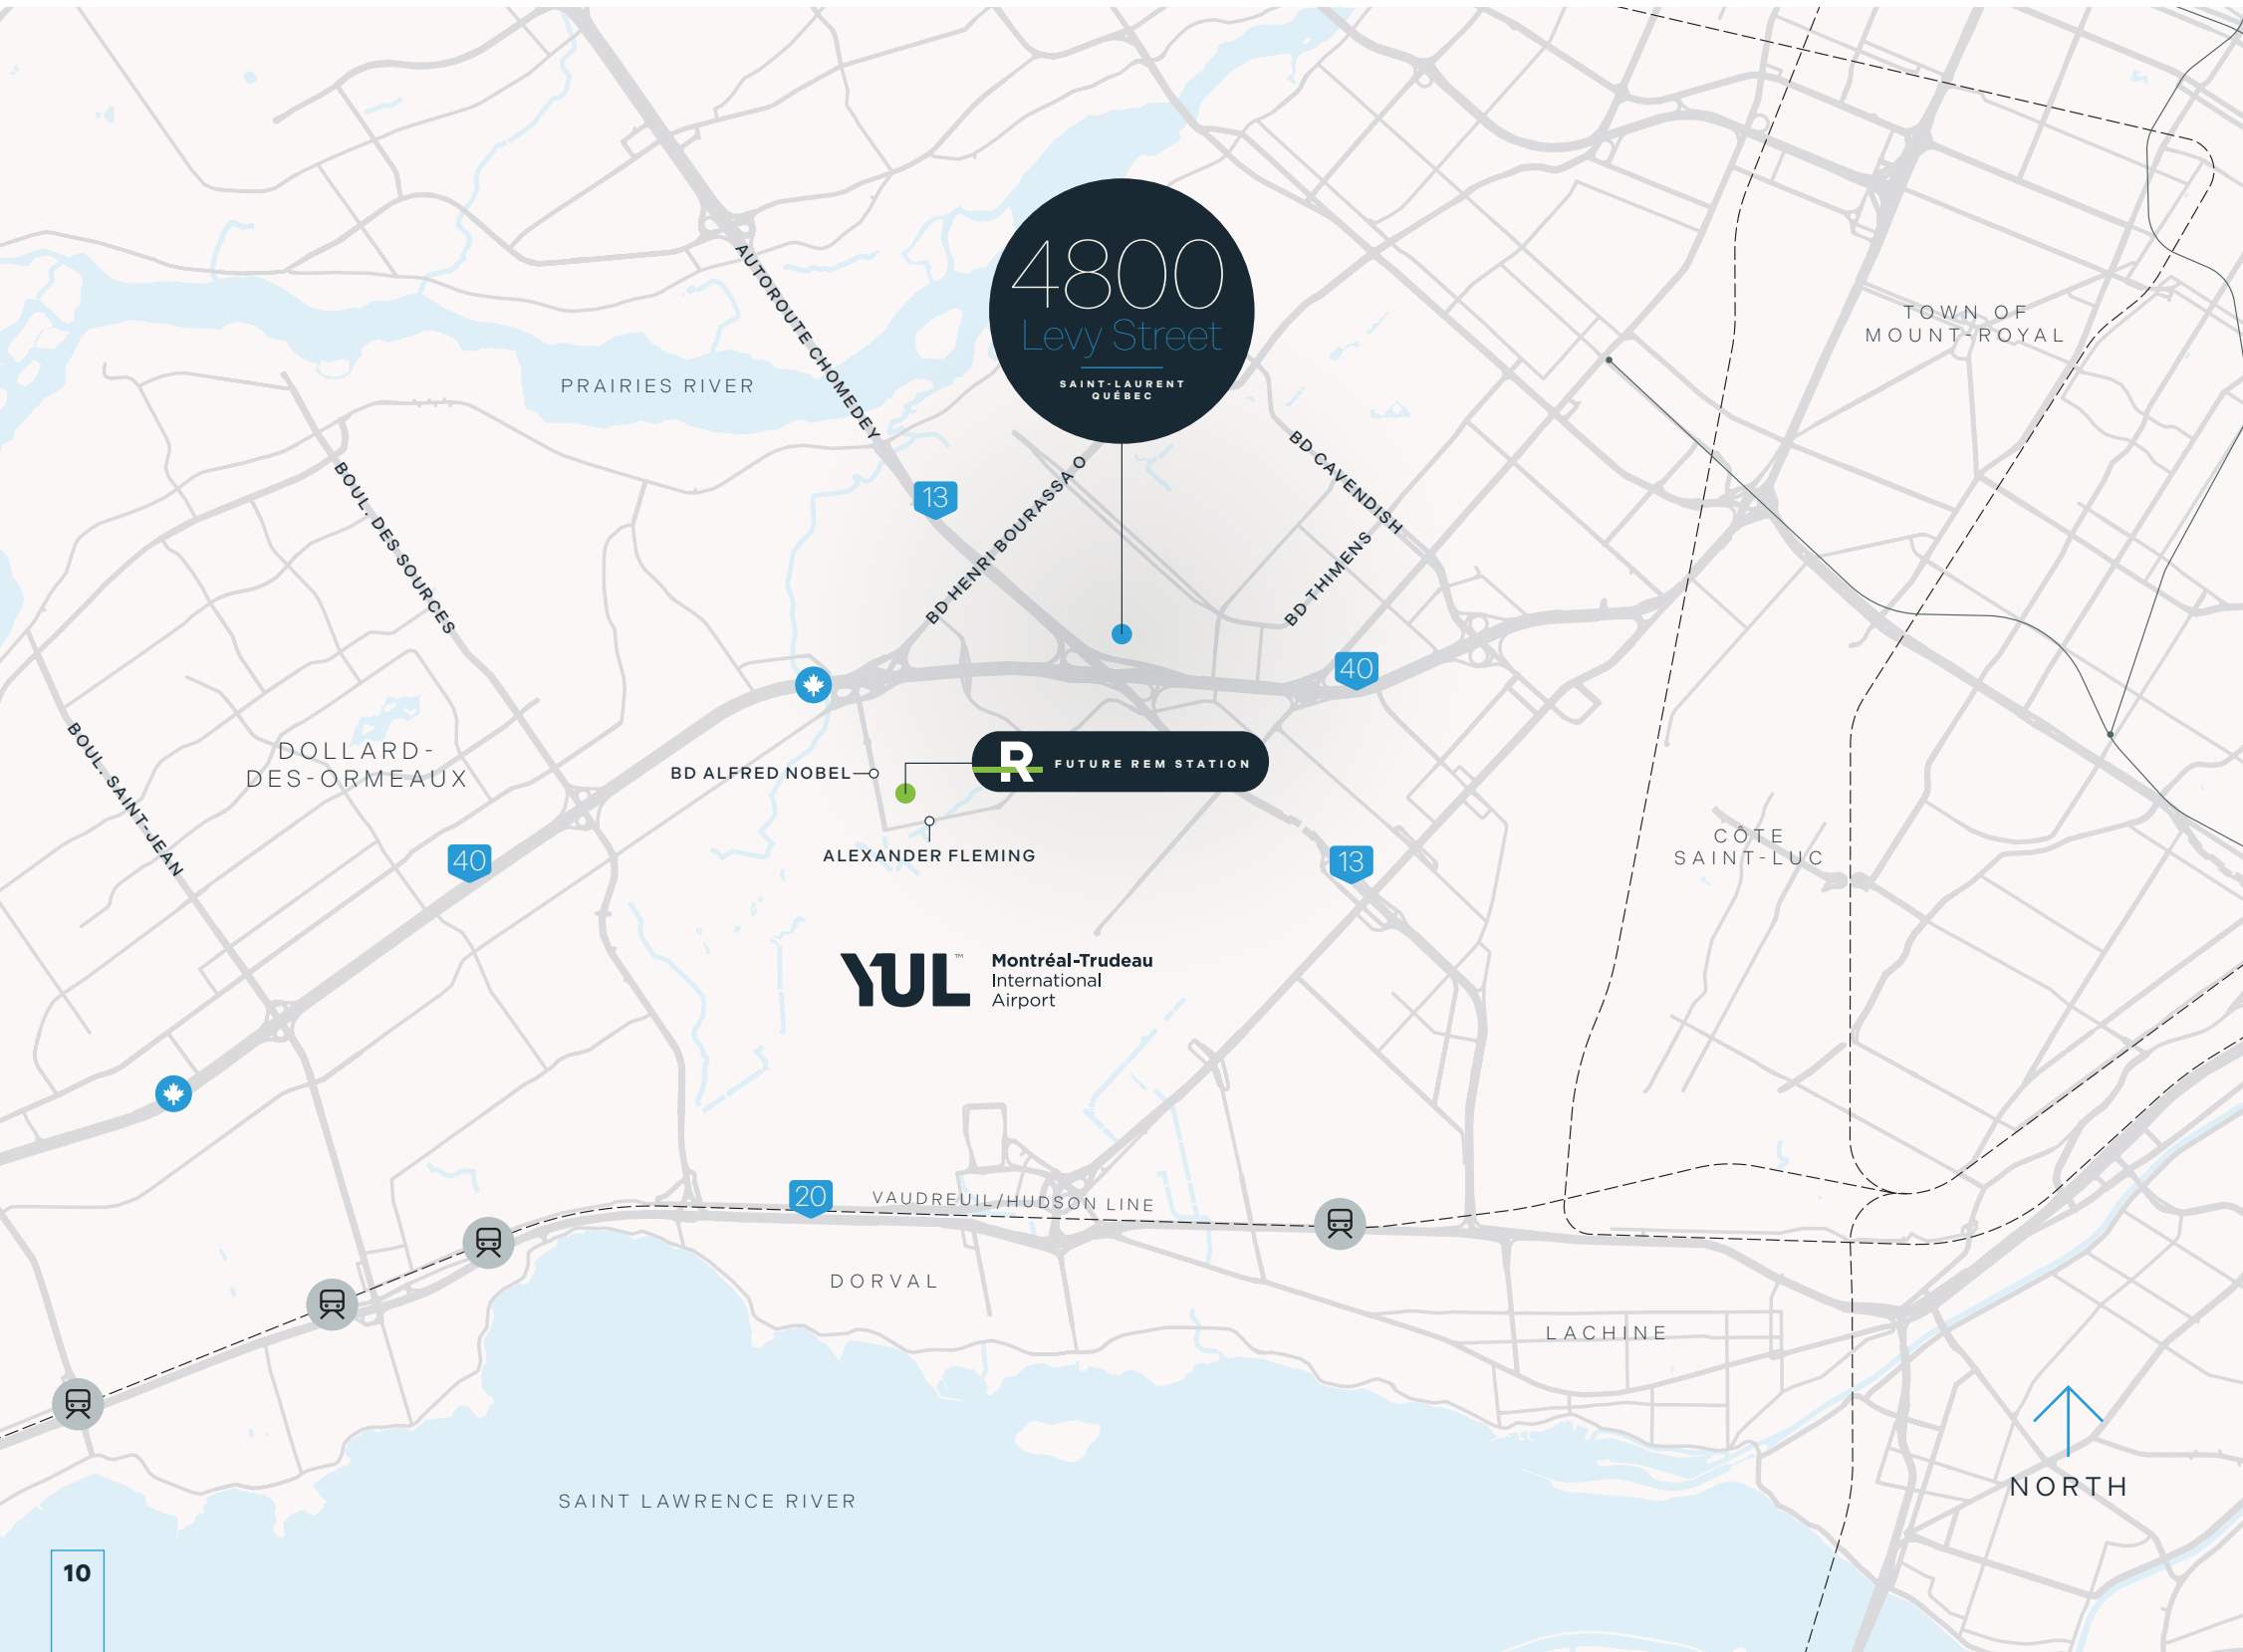 4800
Levy Street
SAINT-LAURENT
QUÉBEC
AUTOROUTE CHOMEDEY
TOWN OF
MOUNT-ROYAL
PRAIRIES RIVER
BD CAVENDISH
BD HENRI BOURASSA O
BOUL. DES SOURCES
13
BD THIMENS
40
BOUL. SAINT-JEAN
DOLLARD-
DES-ORMEAUX
BD ALFRED NOBEL
R FUTURE REM STATION
ALEXANDER FLEMING
40
13
CÔTE
SAINT-LUC
YUL™
Montréal-Trudeau
International
Airport
20
VAUDREUIL/HUDSON LINE
DORVAL
LACHINE
NORTH
SAINT LAWRENCE RIVER
10